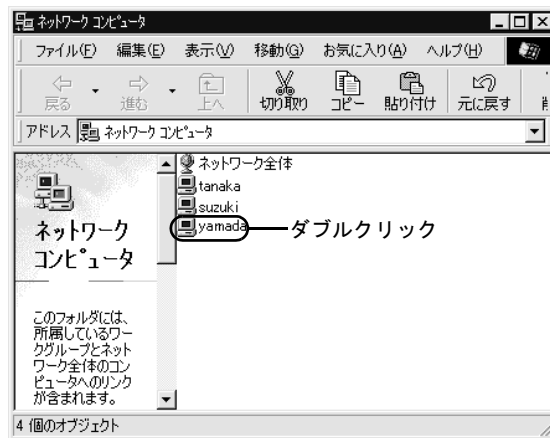 ネットワーク コンピュータ
ファイル(F) 編集(E) 表示(V) 移動(G) お気に入り(A) ヘルプ(H)
戻る 進む 上へ 切り取り コピー 貼り付け 元に戻す
アドレス ネットワーク コンピュータ
ネットワーク全体
tanaka
suzuki
yamada
ダブルクリック
ネットワーク
コンピュータ
このフォルダには、
所属しているワー
クグループとネット
ワーク全体のコン
ピュータへのリンク
が含まれます。
4 個のオブジェクト